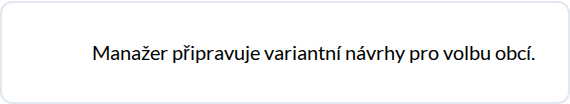 Manažer připravuje variantní návrhy pro volbu obcí.